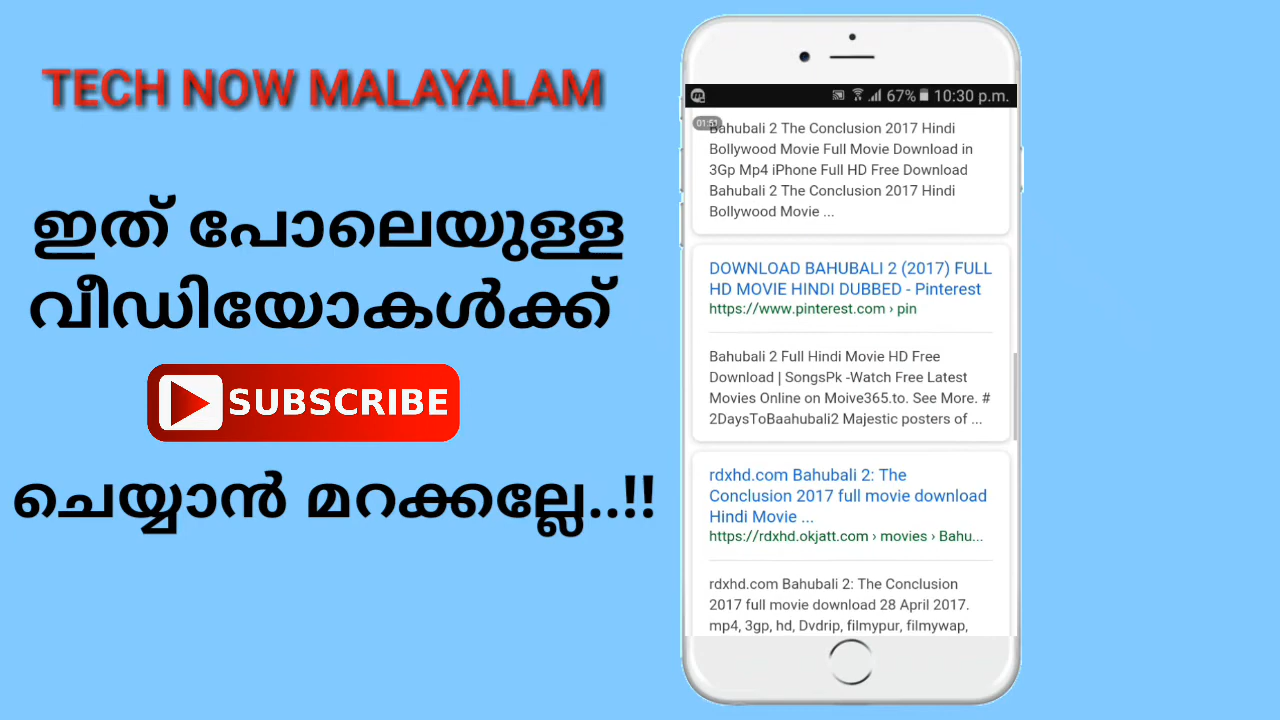 TECH NOW MALAYALAM
ഇത് പോലെയുള്ള
വീഡിയോകൾക്ക്
SUBSCRIBE
ചെയ്യാൻ മറക്കല്ലേ..!!
67% 10:30 p.m.
01:51
Bahubali 2 The Conclusion 2017 Hindi
Bollywood Movie Full Movie Download in
3Gp Mp4 iPhone Full HD Free Download
Bahubali 2 The Conclusion 2017 Hindi
Bollywood Movie ...
DOWNLOAD BAHUBALI 2 (2017) FULL
HD MOVIE HINDI DUBBED - Pinterest
https://www.pinterest.com › pin
Bahubali 2 Full Hindi Movie HD Free
Download | SongsPk -Watch Free Latest
Movies Online on Moive365.to. See More. #
2DaysToBaahubali2 Majestic posters of ...
rdxhd.com Bahubali 2: The
Conclusion 2017 full movie download
Hindi Movie ...
https://rdxhd.okjatt.com › movies › Bahu...
rdxhd.com Bahubali 2: The Conclusion
2017 full movie download 28 April 2017.
mp4, 3gp, hd, Dvdrip, filmypur, filmywap,